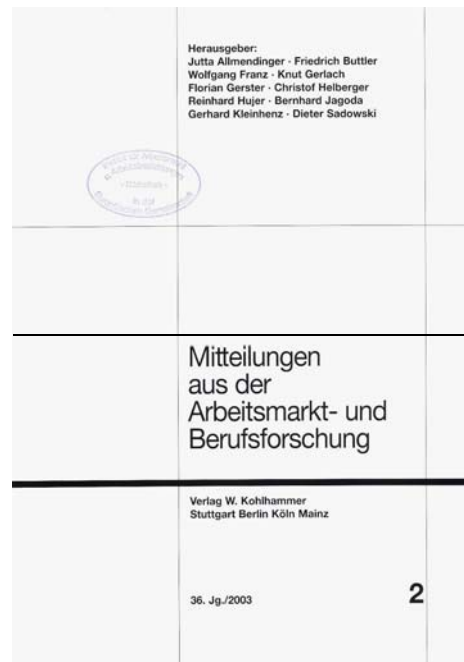 Herausgeber:
Jutta Allmendinger · Friedrich Buttler
Wolfgang Franz · Knut Gerlach
Florian Gerster · Christof Helberger
Reinhard Hujer · Bernhard Jagoda
Gerhard Kleinhenz · Dieter Sadowski
Mitteilungen
aus der
Arbeitsmarkt- und
Berufsforschung
Verlag W. Kohlhammer
Stuttgart Berlin Köln Mainz
36. Jg./2003
2